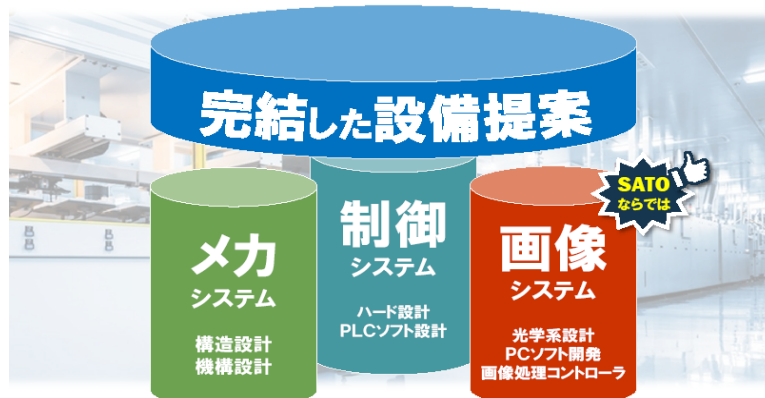 完結した設備提案
SATO
ならでは
メカ
システム
構造設計
機構設計
制御
システム
ハード設計
PLCソフト設計
画像
システム
光学系設計
PCソフト開発
画像処理コントローラ